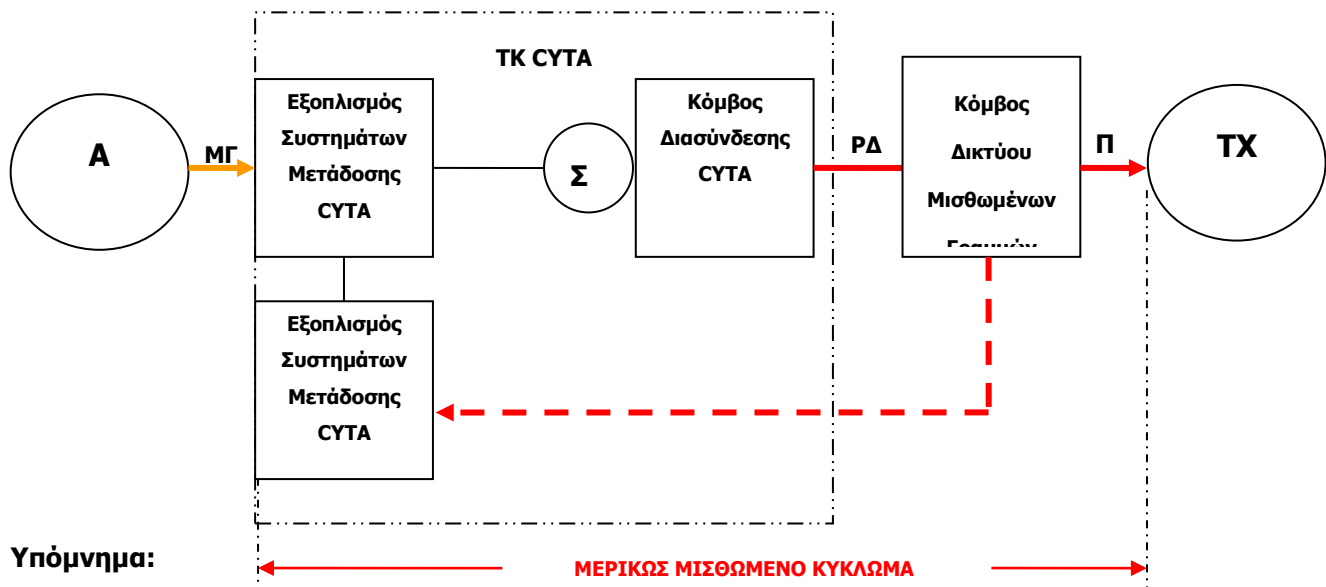 ΤΚ CYTA
Α
ΜΓ
Εξοπλισμός
Συστημάτων
Μετάδοσης
CYTA
Σ
Κόμβος
Διασύνδεσης
CYTA
ΡΔ
Κόμβος
Δικτύου
Μισθωμένων
Π
ΤΧ
Εξοπλισμός
Συστημάτων
Μετάδοσης
CYTA
Υπόμνημα:
ΜΕΡΙΚΩΣ ΜΙΣΘΩΜΕΝΟ ΚΥΚΛΩΜΑ